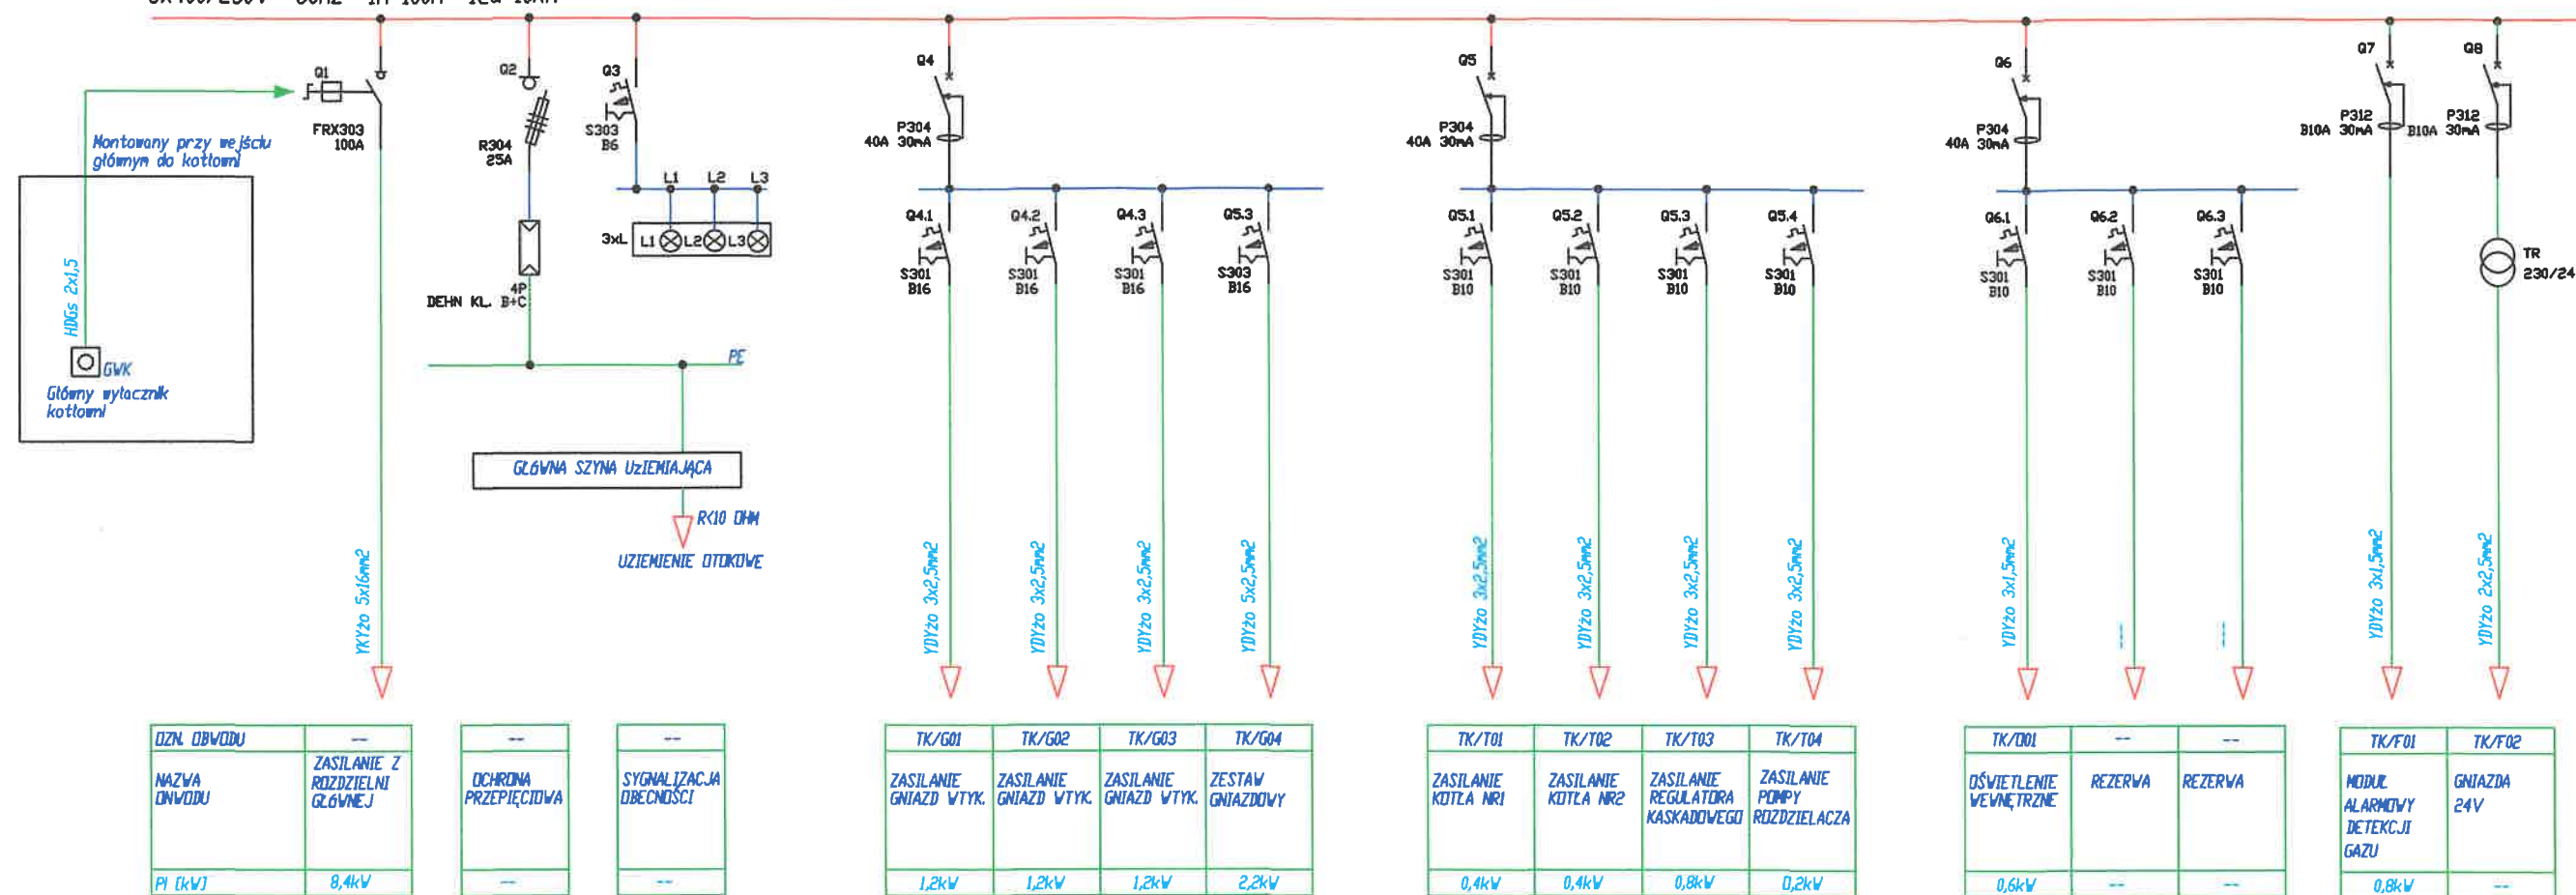 Q1
FRX303
100A
Montowany przy wejściu
głównym do kotłowni
HDGs 2x1,5
GWK
Główny wyłacznik
kotłowni
YKYżo 5x16mm2
Q2
R304
25A
4P
DEHN KL. B+C
PE
GŁÓWNA SZYNA UzIEMIAJĄCA
R<10 OHM
UZIEMIENIE OTOKOWE
Q3
S303
B6
L1 L2 L3
3xL L1 L2 L3
Q4
P304
40A 30mA
Q4.1
S301
B16
Q4.2
S301
B16
Q4.3
S301
B16
Q5.3
S303
B16
YDYżo 3x2,5mm2
YDYżo 3x2,5mm2
YDYżo 3x2,5mm2
YDYżo 5x2,5mm2
Q5
P304
40A 30mA
Q5.1
S301
B10
Q5.2
S301
B10
Q5.3
S301
B10
Q5.4
S301
B10
YDYżo 3x2,5mm2
YDYżo 3x2,5mm2
YDYżo 3x2,5mm2
YDYżo 3x2,5mm2
Q6
P304
40A 30mA
Q6.1
S301
B10
Q6.2
S301
B10
Q6.3
S301
B10
YDYżo 3x1,5mm2
---
---
Q7
P312
B10A 30mA
YDYżo 3x1,5mm2
Q8
P312
B10A 30mA
TR
230/24
YDYżo 2x2,5mm2
OZN. OBWODU --
NAZWA
ONWODU
ZASILANIE Z
ROZDZIELNI
GŁÓWNEJ
PI [kW] 8,4kW
--
OCHRONA
PRZEPIĘCIOWA
--
--
SYGNALIZACJA
OBECNOŚCI
--
TK/G01 TK/G02 TK/G03 TK/G04
ZASILANIE
GNIAZD WTYK.
ZASILANIE
GNIAZD WTYK.
ZASILANIE
GNIAZD WTYK.
ZESTAW
GNIAZDOWY
1,2kW 1,2kW 1,2kW 2,2kW
TK/T01 TK/T02 TK/T03 TK/T04
ZASILANIE
KOTŁA NR1
ZASILANIE
KOTŁA NR2
ZASILANIE
REGULATORA
KASKADOWEGO
ZASILANIE
POMPY
ROZDZIELACZA
0,4kW 0,4kW 0,8kW 0,2kW
TK/O01 -- --
OŚWIETLENIE
WEWNĘTRZNE
REZERWA
REZERWA
0,6kW -- --
TK/F01 TK/F02
MODUŁ
ALARMOWY
DETEKCJI
GAZU
GNIAZDA
24V
0,8kW --